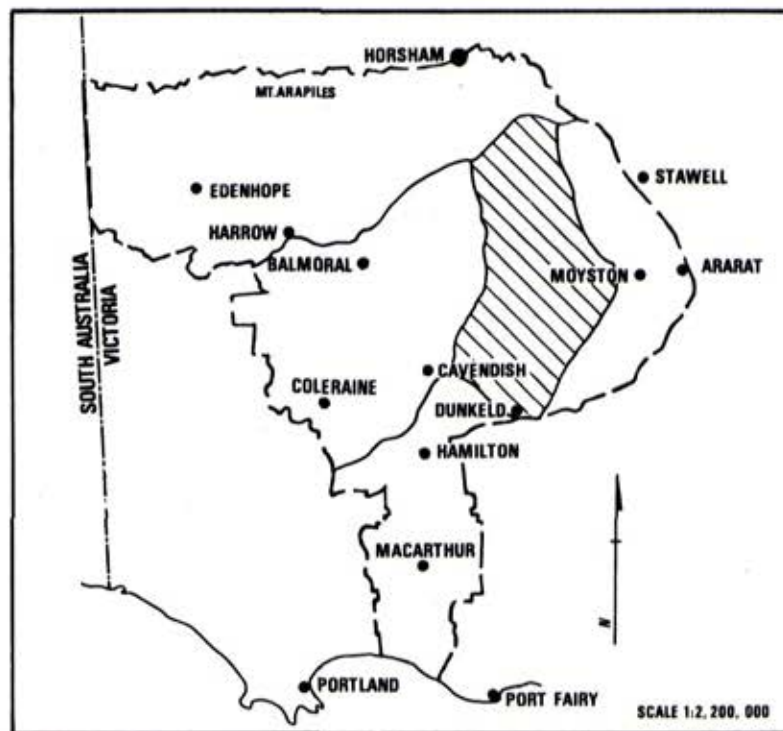 HORSHAM
MT. ARAPILES
EDENHOPE
STAWELL
HARROW
BALMORAL
MOYSTON
ARARAT
SOUTH AUSTRALIA
VICTORIA
CAVENDISH
COLERAINE
DUNKELD
HAMILTON
MACARTHUR
N
PORTLAND
PORT FAIRY
SCALE 1:2, 200, 000